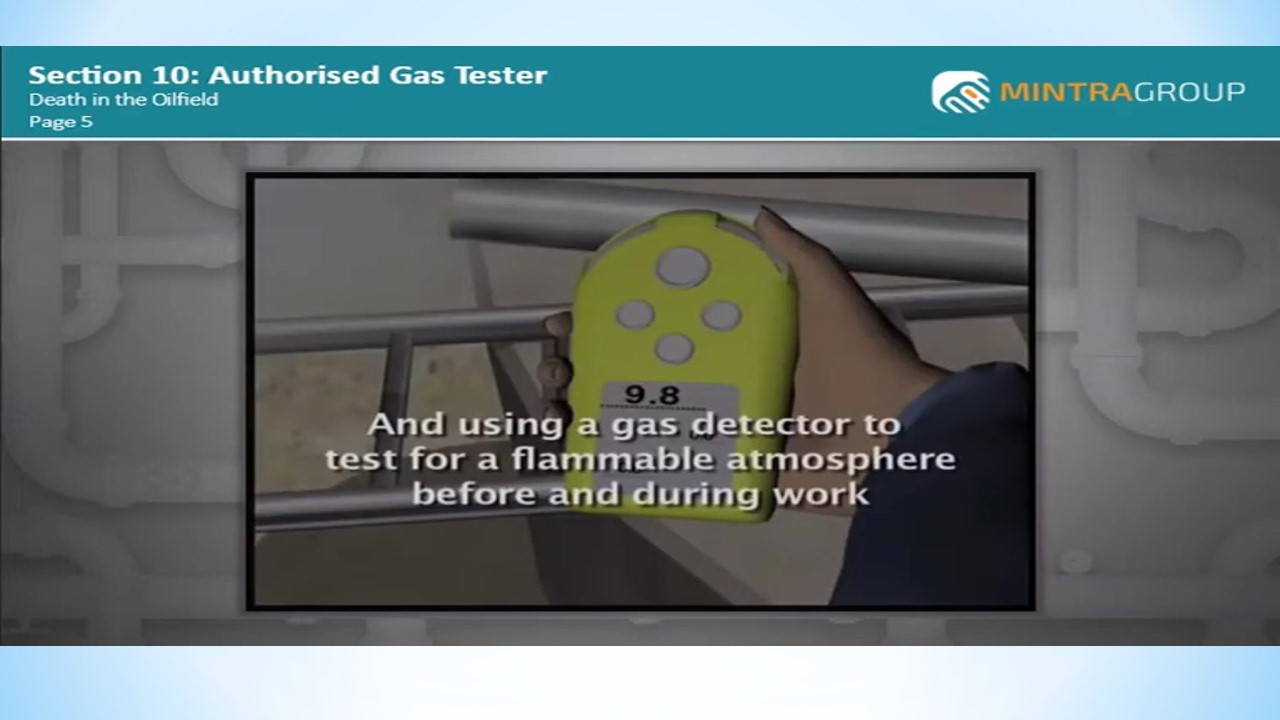 Section 10: Authorised Gas Tester
Death in the Oilfield
Page 5
MINTRAGROUP
9.8
And using a gas detector to
test for a flammable atmosphere
before and during work